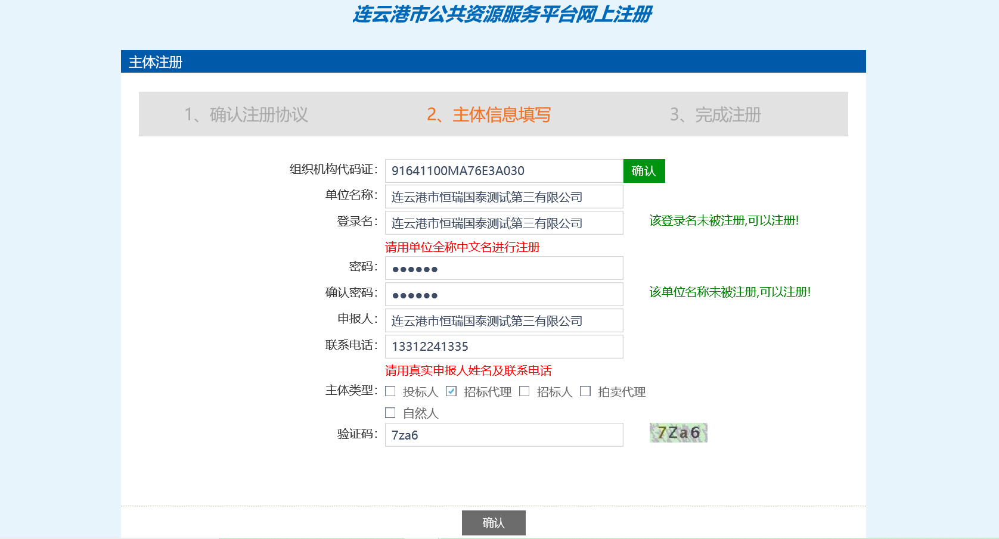 连云港市公共资源服务平台网上注册
主体注册
1、确认注册协议 2、主体信息填写 3、完成注册
组织机构代码证： 91641100MA76E3A030 确认
单位名称： 连云港市恒瑞国泰测试第三有限公司
登录名： 连云港市恒瑞国泰测试第三有限公司 该登录名未被注册,可以注册!
请用单位全称中文名进行注册
密码： ●●●●●●
确认密码： ●●●●●● 该单位名称未被注册,可以注册!
申报人： 连云港市恒瑞国泰测试第三有限公司
联系电话： 13312241335
请用真实申报人姓名及联系电话
主体类型： 投标人 招标代理 招标人 拍卖代理
自然人
验证码： 7za6 7Za6
确认